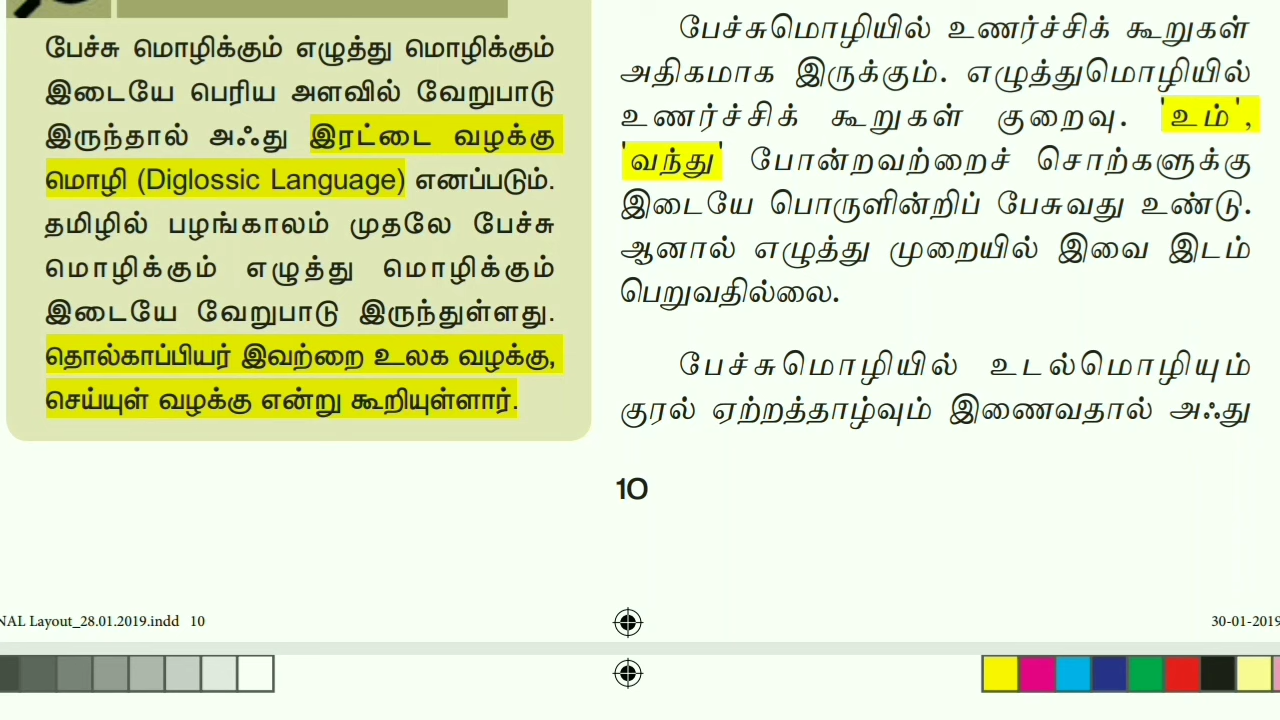 பேச்சு மொழிக்கும் எழுத்து மொழிக்கும்
இடையே பெரிய அளவில் வேறுபாடு
இருந்தால் அஃது இரட்டை வழக்கு
மொழி (Diglossic Language) எனப்படும்.
தமிழில் பழங்காலம் முதலே பேச்சு
மொழிக்கும் எழுத்து மொழிக்கும்
இடையே வேறுபாடு இருந்துள்ளது.
தொல்காப்பியர் இவற்றை உலக வழக்கு,
செய்யுள் வழக்கு என்று கூறியுள்ளார்.
பேச்சுமொழியில் உணர்ச்சிக் கூறுகள்
அதிகமாக இருக்கும். எழுத்துமொழியில்
உணர்ச்சிக் கூறுகள் குறைவு. 'உம்',
'வந்து' போன்றவற்றைச் சொற்களுக்கு
இடையே பொருளின்றிப் பேசுவது உண்டு.
ஆனால் எழுத்து முறையில் இவை இடம்
பெறுவதில்லை.
பேச்சுமொழியில் உடல்மொழியும்
குரல் ஏற்றத்தாழ்வும் இணைவதால் அஃது
10
NAL Layout_28.01.2019.indd 10
30-01-2019